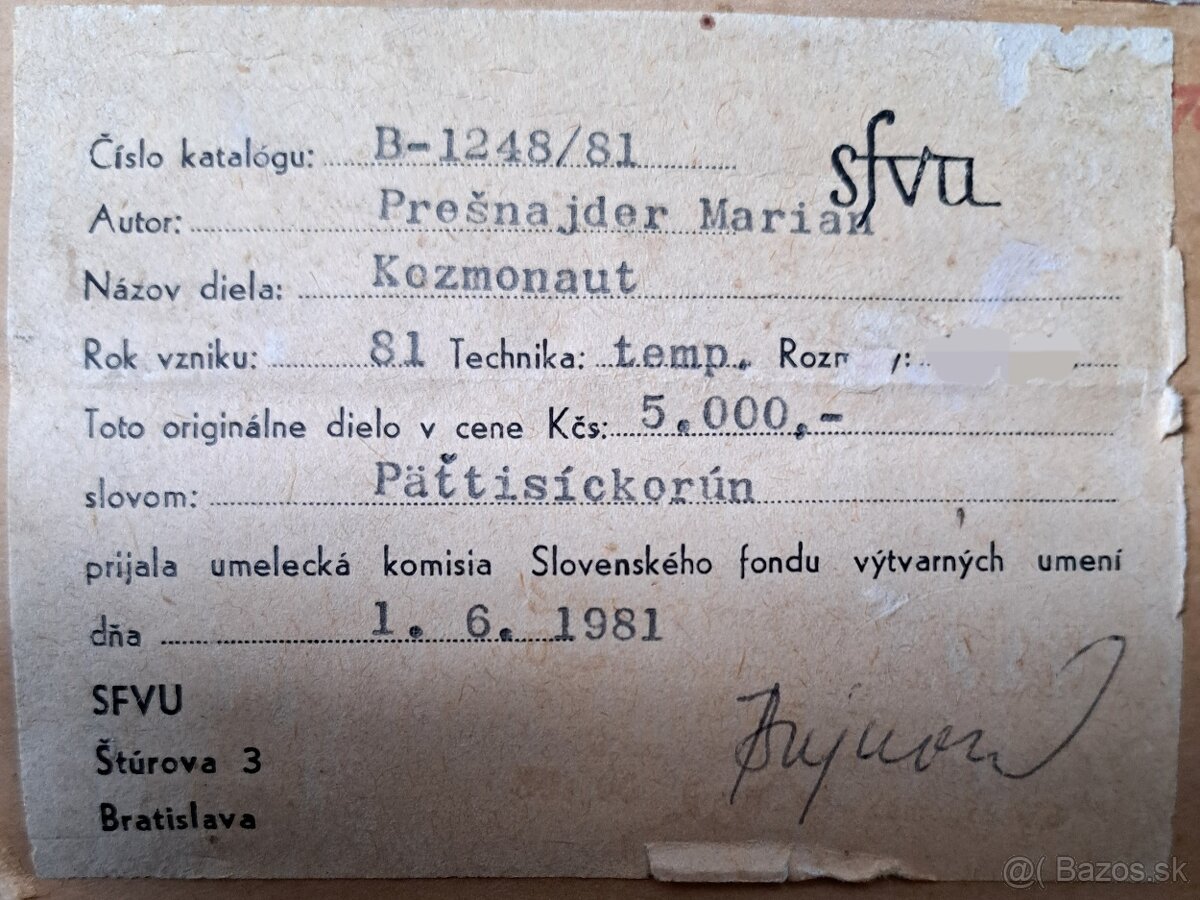 sfvu
Číslo katalógu: B-1248/81
Autor: Prešnajder Marian
Názov diela: Kozmonaut
Rok vzniku: 81 Technika: temp.
Toto originálne dielo v cene Kčs: 5.000,-
slovom: Päťtisíckorún
prijala umelecká komisia Slovenského fondu výtvarných umení
dňa 1. 6. 1981
SFVU
Štúrova 3
Bratislava
@( Bazos.sk